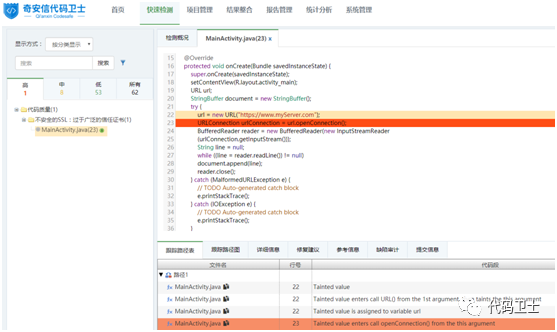 奇安信代码卫士
Qianxin Codesafe
首页
快速检测
项目管理
结果整合
报告管理
统计分析
系统管理
显示方式：
按分类显示
搜索
搜索
高
1
中
6
低
53
所有
62
代码质量(1)
不安全的SSL：过于广泛的信任证书(1)
MainActivity.java(23)
检测概况
MainActivity.java(23) x
15 @Override
16 protected void onCreate(Bundle savedInstanceState) {
17 super.onCreate(savedInstanceState);
18 setContentView(R.layout.activity_main);
19 URL url;
20 StringBuffer document = new StringBuffer();
21 try {
22 url = new URL("https://www.myServer.com");
23 URLConnection urlConnection = url.openConnection();
24 BufferedReader reader = new BufferedReader(new InputStreamReader
25 (urlConnection.getInputStream()));
26 String line = null;
27 while ((line = reader.readLine()) != null)
28 document.append(line);
29 reader.close();
30 } catch (MalformedURLException e) {
31 // TODO Auto-generated catch block
32 e.printStackTrace();
33 } catch (IOException e) {
34 // TODO Auto-generated catch block
35 e.printStackTrace();
36 }
跟踪路径表
跟踪路径图
详细信息
修复建议
参考信息
缺陷审计
提交信息
文件名
行号
代码段
路径1
MainActivity.java 22 Tainted value
MainActivity.java 22 Tainted value enters call URL() from the 1st argument, and taints the this argument
MainActivity.java 22 Tainted value is assigned to variable url
MainActivity.java 23 Tainted value enters call openConnection() from the this argument
代码卫士